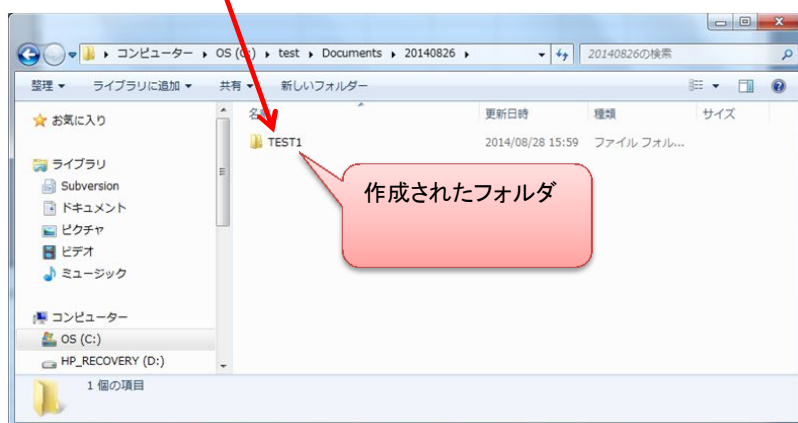 コンピューター ▸ OS (C:) ▸ test ▸ Documents ▸ 20140826 ▸
20140826の検索
整理 ライブラリに追加 共有 新しいフォルダー
お気に入り
ライブラリ
Subversion
ドキュメント
ピクチャ
ビデオ
ミュージック
コンピューター
OS (C:)
HP_RECOVERY (D:)
更新日時 種類 サイズ
TEST1 2014/08/28 15:59 ファイル フォル...
作成されたフォルダ
1 個の項目